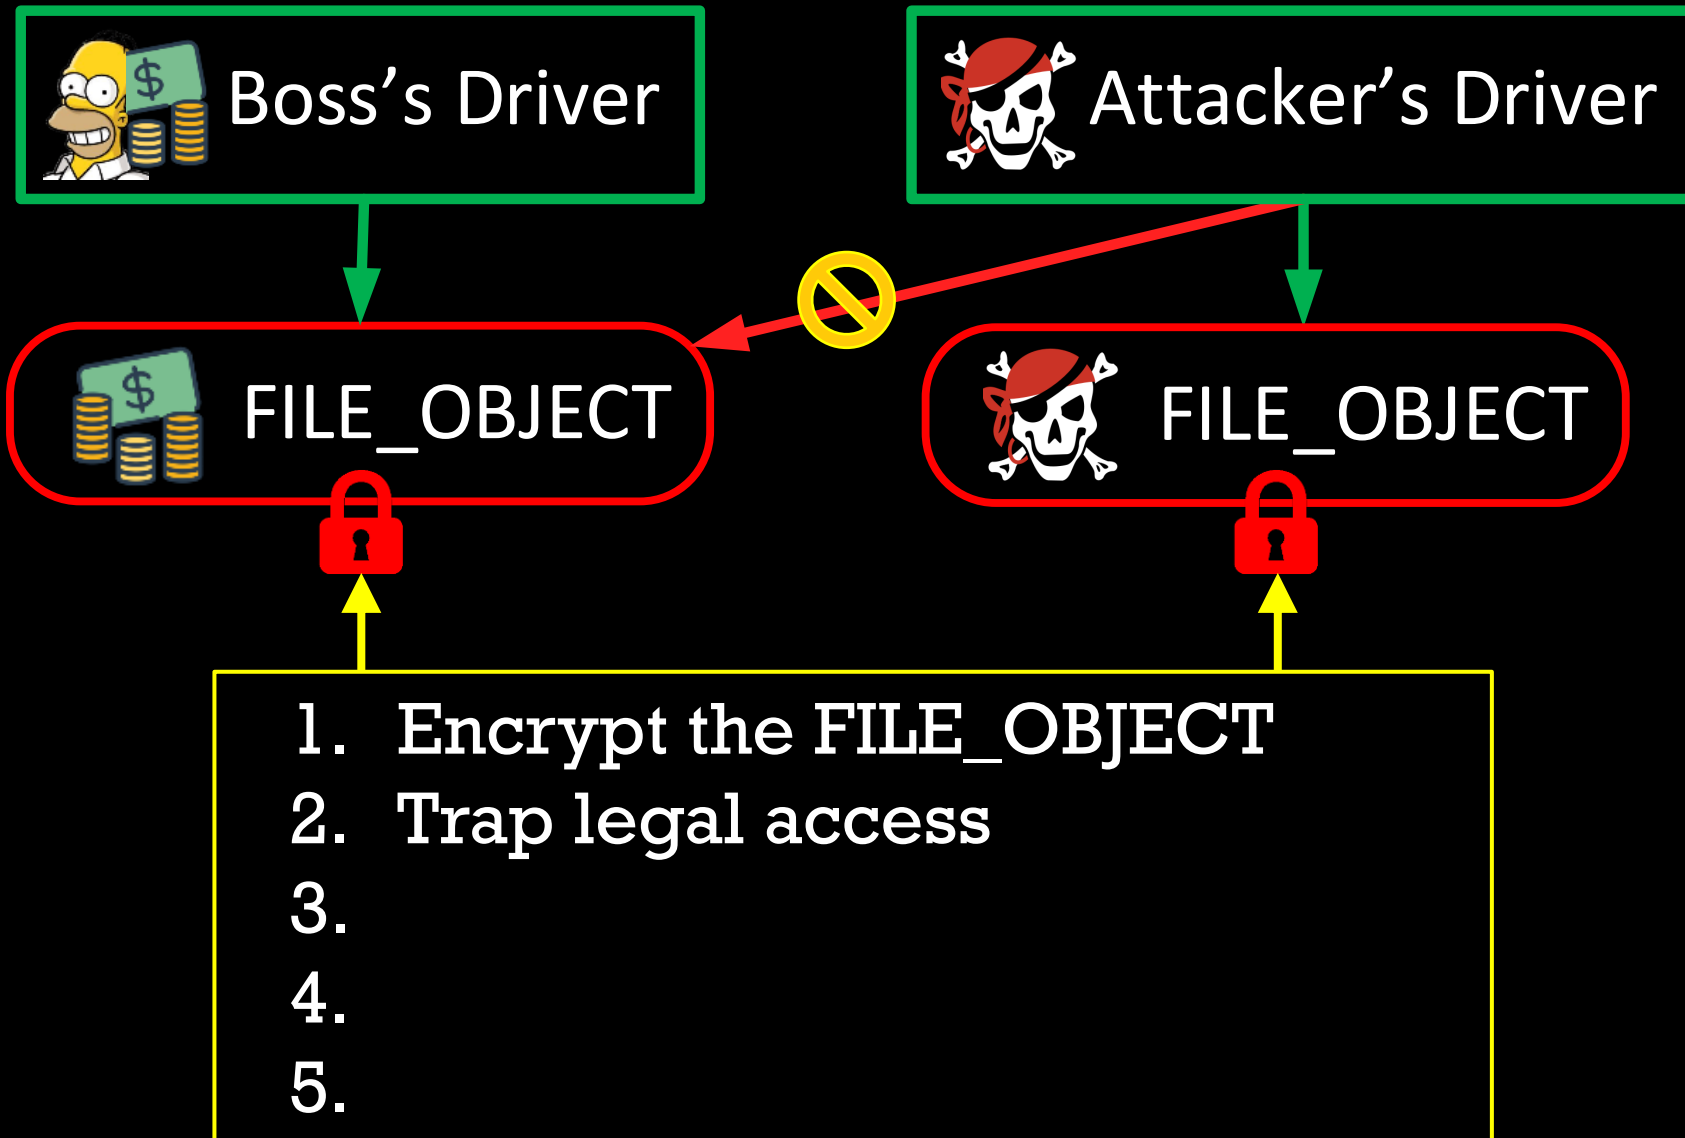 Boss’s Driver
Attacker’s Driver
FILE_OBJECT
FILE_OBJECT
1. Encrypt the FILE_OBJECT
2. Trap legal access
3.
4.
5.